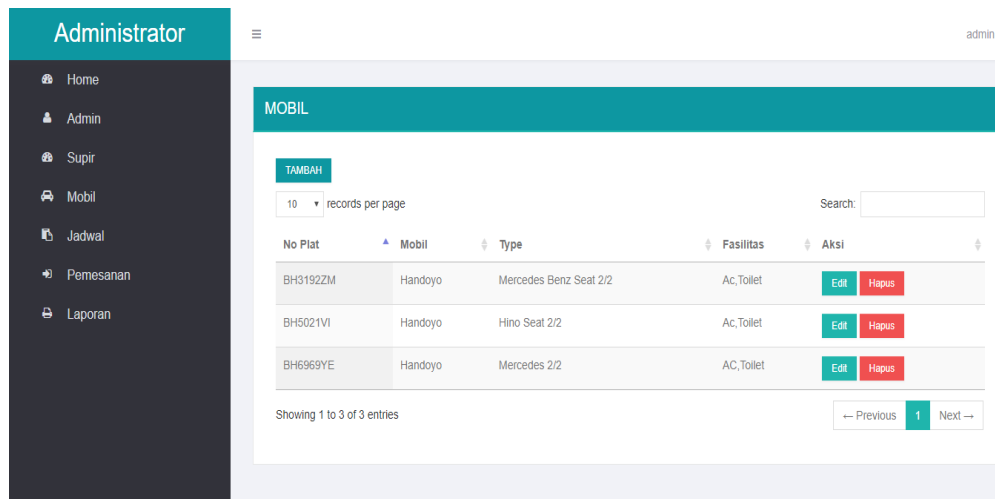 Administrator
admin
Home
Admin
Supir
Mobil
Jadwal
Pemesanan
Laporan
MOBIL
TAMBAH
10 records per page Search:
No Plat Mobil Type Fasilitas Aksi
BH3192ZM Handoyo Mercedes Benz Seat 2/2 Ac,Toilet Edit Hapus
BH5021VI Handoyo Hino Seat 2/2 Ac,Toilet Edit Hapus
BH6969YE Handoyo Mercedes 2/2 AC,Toilet Edit Hapus
Showing 1 to 3 of 3 entries ← Previous 1 Next →